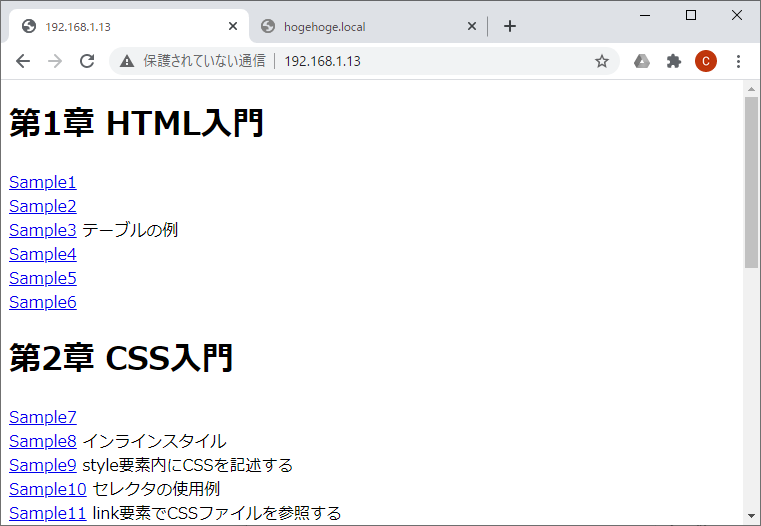 192.168.1.13
hogehoge.local
保護されていない通信 192.168.1.13
C
第1章 HTML入門
Sample1
Sample2
Sample3 テーブルの例
Sample4
Sample5
Sample6
第2章 CSS入門
Sample7
Sample8 インラインスタイル
Sample9 style要素内にCSSを記述する
Sample10 セレクタの使用例
Sample11 link要素でCSSファイルを参照する